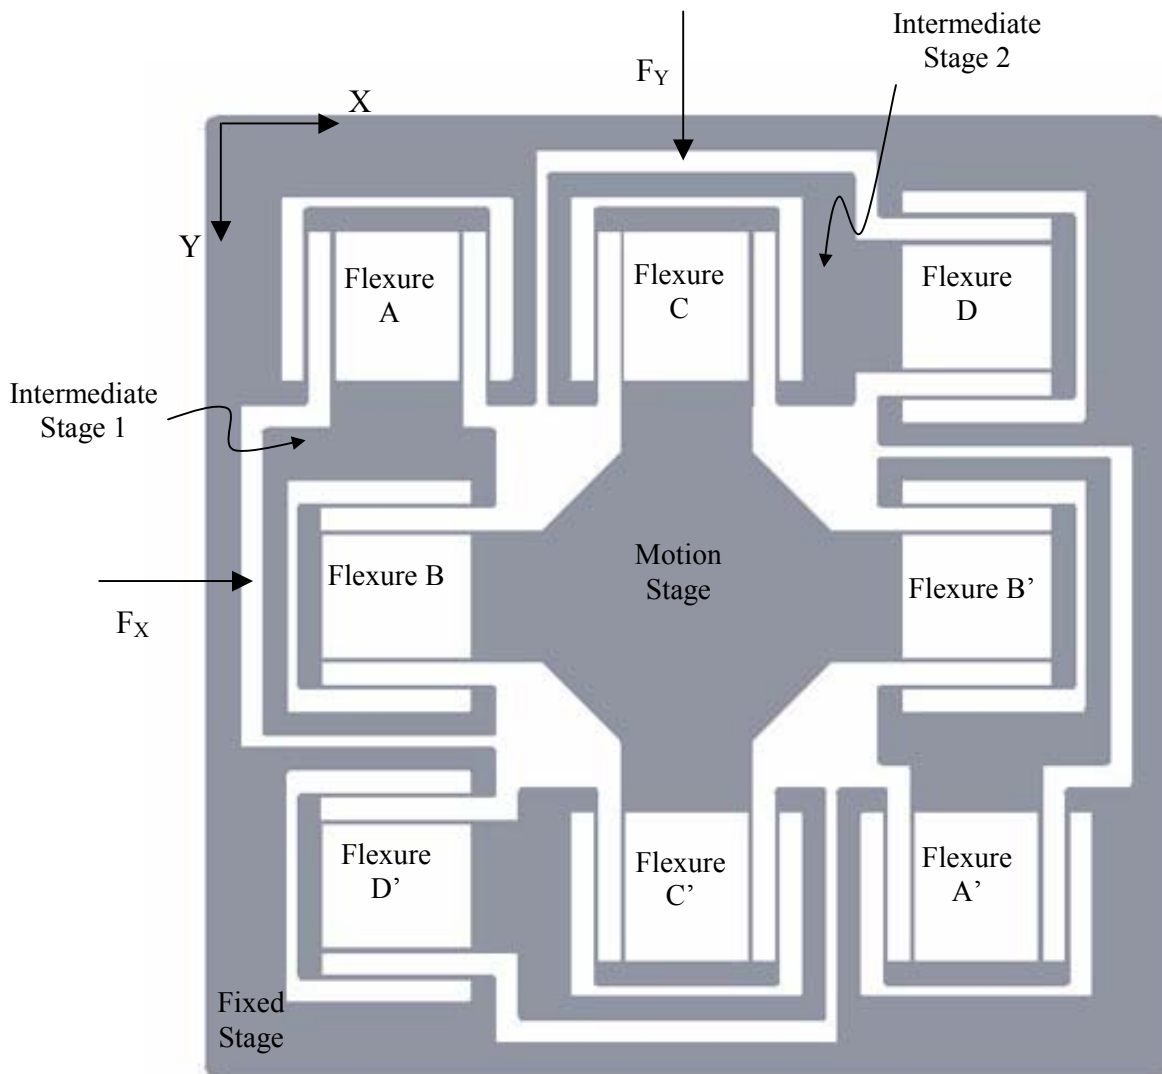 Intermediate
Stage 2
F_Y
X
Y
Flexure
A
Flexure
C
Flexure
D
Intermediate
Stage 1
Motion
Stage
Flexure B
Flexure B’
F_X
Flexure
D’
Flexure
C’
Flexure
A’
Fixed
Stage